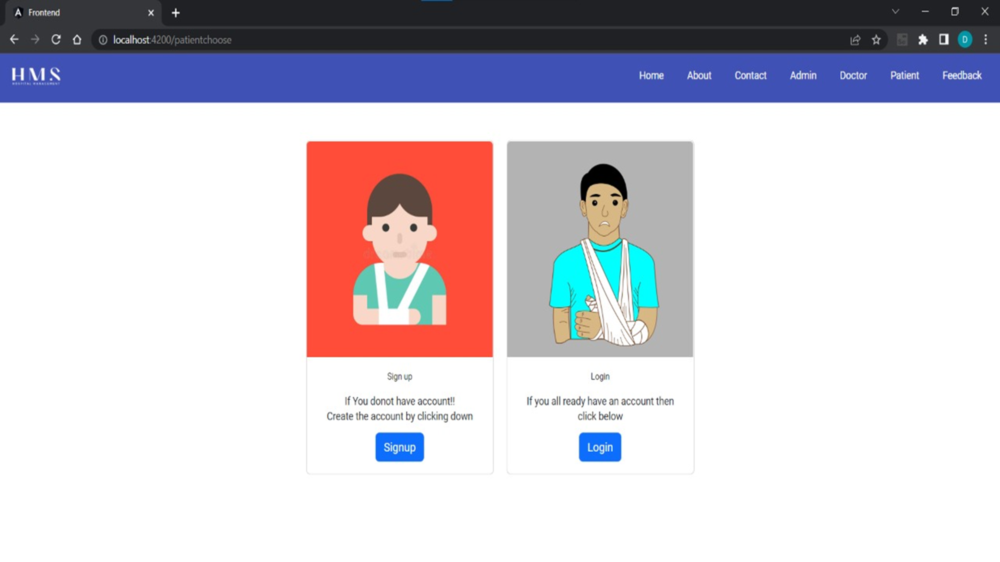 Frontend
localhost:4200/patientchoose
D
HMS
HOSPITAL MANAGEMENT
Home About Contact Admin Doctor Patient Feedback
Sign up
If You donot have account!!
Create the account by clicking down
Signup
Login
If you all ready have an account then
click below
Login